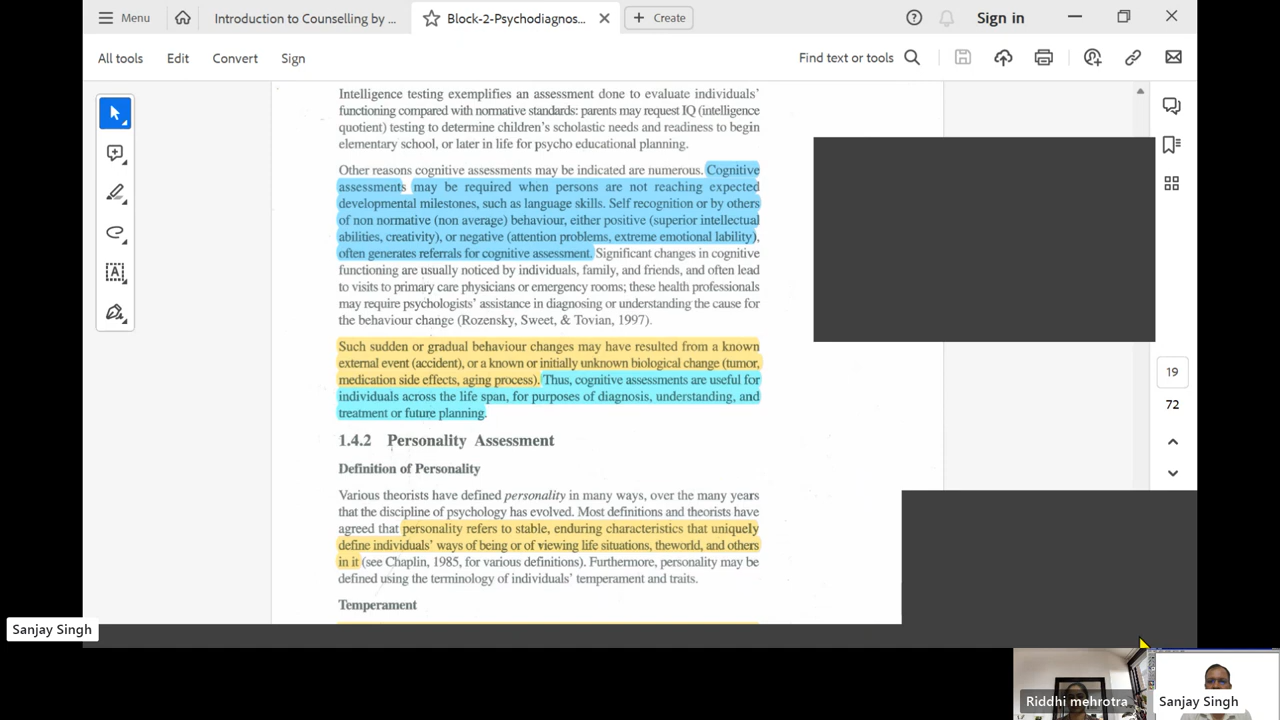 Menu
Introduction to Counselling by ...
Block-2-Psychodiagnos...
Create
Sign in
All tools
Edit
Convert
Sign
Find text or tools
Intelligence testing exemplifies an assessment done to evaluate individuals'
functioning compared with normative standards: parents may request IQ (intelligence
quotient) testing to determine children's scholastic needs and readiness to begin
elementary school, or later in life for psycho educational planning.
Other reasons cognitive assessments may be indicated are numerous. Cognitive
assessments may be required when persons are not reaching expected
developmental milestones, such as language skills. Self recognition or by others
of non normative (non average) behaviour, either positive (superior intellectual
abilities, creativity), or negative (attention problems, extreme emotional lability),
often generates referrals for cognitive assessment. Significant changes in cognitive
functioning are usually noticed by individuals, family, and friends, and often lead
to visits to primary care physicians or emergency rooms; these health professionals
may require psychologists' assistance in diagnosing or understanding the cause for
the behaviour change (Rozensky, Sweet, & Tovian, 1997).
Such sudden or gradual behaviour changes may have resulted from a known
external event (accident), or a known or initially unknown biological change (tumor,
medication side effects, aging process). Thus, cognitive assessments are useful for
individuals across the life span, for purposes of diagnosis, understanding, and
treatment or future planning.
1.4.2 Personality Assessment
Definition of Personality
Various theorists have defined personality in many ways, over the many years
that the discipline of psychology has evolved. Most definitions and theorists have
agreed that personality refers to stable, enduring characteristics that uniquely
define individuals' ways of being or of viewing life situations, theworld, and others
in it (see Chaplin, 1985, for various definitions). Furthermore, personality may be
defined using the terminology of individuals' temperament and traits.
Temperament
19
72
Sanjay Singh
Riddhi mehrotra
Sanjay Singh